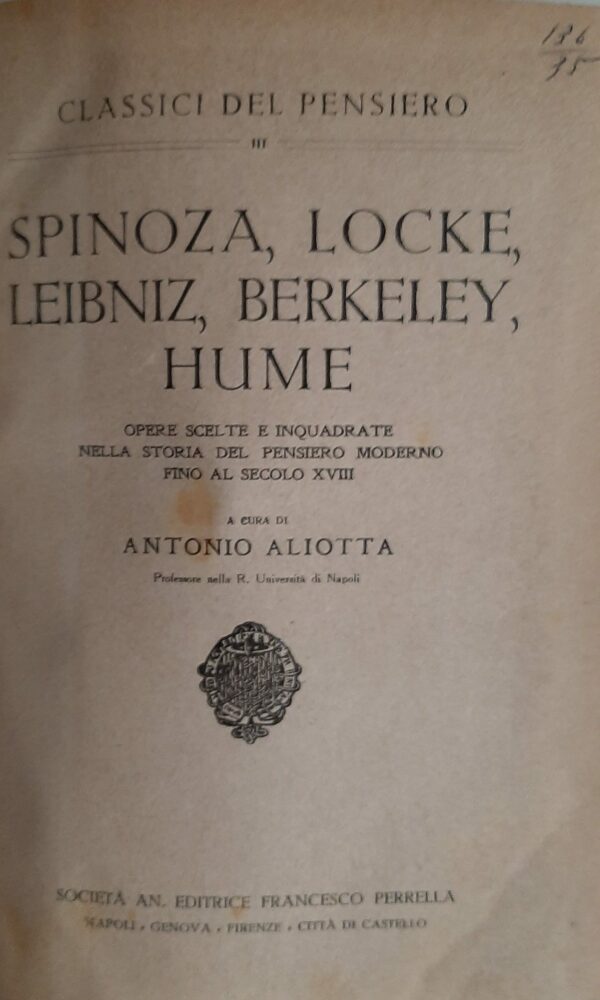 136
35
CLASSICI DEL PENSIERO
III
SPINOZA, LOCKE,
LEIBNIZ, BERKELEY,
HUME
OPERE SCELTE E INQUADRATE
NELLA STORIA DEL PENSIERO MODERNO
FINO AL SECOLO XVIII
A CURA DI
ANTONIO ALIOTTA
Professore nella R. Università di Napoli
SOCIETÀ AN. EDITRICE FRANCESCO PERRELLA
NAPOLI - GENOVA - FIRENZE - CITTÀ DI CASTELLO